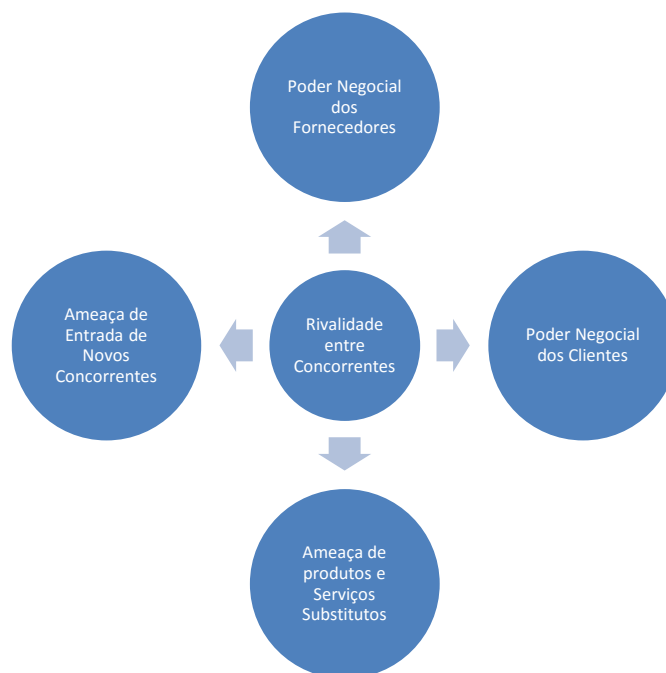 Poder Negocial
dos
Fornecedores
Ameaça de
Entrada de
Novos
Concorrentes
Rivalidade
entre
Concorrentes
Poder Negocial
dos Clientes
Ameaça de
produtos e
Serviços
Substitutos